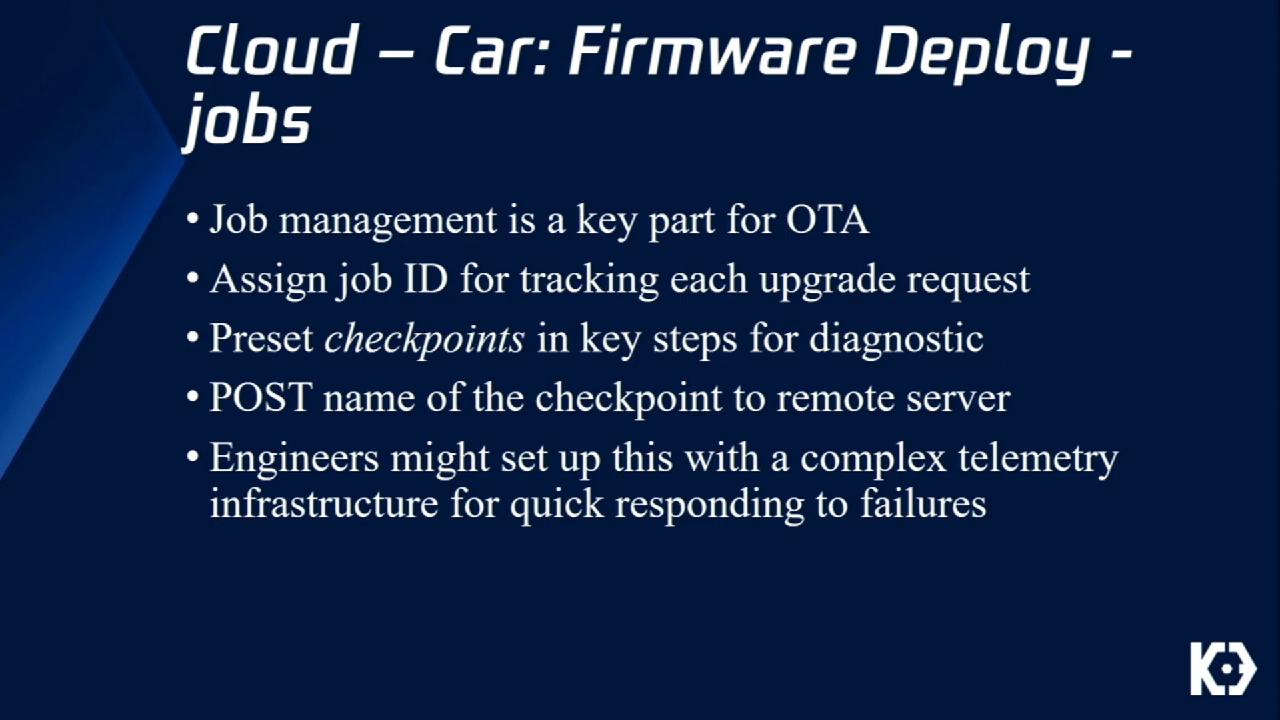 Cloud – Car: Firmware Deploy -
jobs
• Job management is a key part for OTA
• Assign job ID for tracking each upgrade request
• Preset checkpoints in key steps for diagnostic
• POST name of the checkpoint to remote server
• Engineers might set up this with a complex telemetry
infrastructure for quick responding to failures